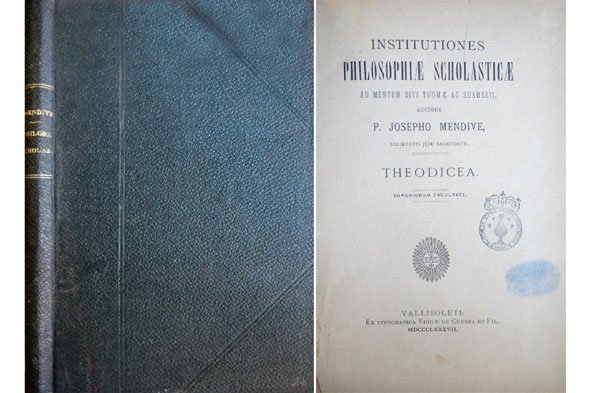 MENDIVE
PHILOSO.
SCHOLAS.
INSTITUTIONES
PHILOSOPHIÆ SCHOLASTICÆ
AD MENTEM DIVI THOMÆ AC SUAREZII,
AUCTORE
P. JOSEPHO MENDIVE,
SOCIETATIS JESU SACERDOTE.
THEODICEA.
SUPERIORUM FACULTATE.
VALLISOLETI:
EX TYPOGRAPHIA VIDUÆ DE CUESTA ET FIL.
MDCCCLXXXVII.